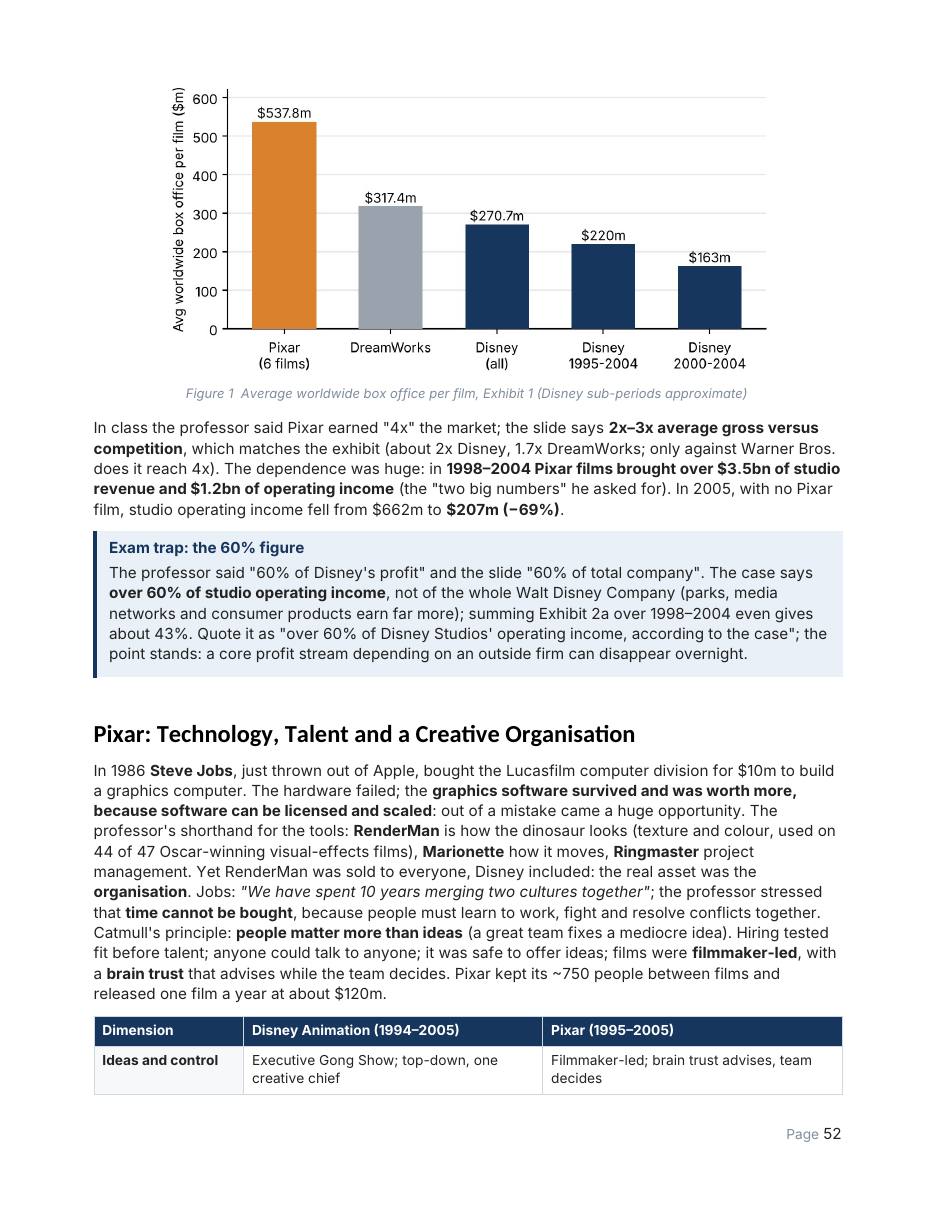 Avg worldwide box office per film ($m)
600
500
400
300
200
100
0
$537.8m
$317.4m
$270.7m
$220m
$163m
Pixar
(6 films)
DreamWorks
Disney
(all)
Disney
1995-2004
Disney
2000-2004
Figure 1 Average worldwide box office per film, Exhibit 1 (Disney sub-periods approximate)
In class the professor said Pixar earned "4x" the market; the slide says 2x–3x average gross versus
competition, which matches the exhibit (about 2x Disney, 1.7x DreamWorks; only against Warner Bros.
does it reach 4x). The dependence was huge: in 1998–2004 Pixar films brought over $3.5bn of studio
revenue and $1.2bn of operating income (the "two big numbers" he asked for). In 2005, with no Pixar
film, studio operating income fell from $662m to $207m (−69%).
Exam trap: the 60% figure
The professor said "60% of Disney's profit" and the slide "60% of total company". The case says
over 60% of studio operating income, not of the whole Walt Disney Company (parks, media
networks and consumer products earn far more); summing Exhibit 2a over 1998–2004 even gives
about 43%. Quote it as "over 60% of Disney Studios' operating income, according to the case"; the
point stands: a core profit stream depending on an outside firm can disappear overnight.
Pixar: Technology, Talent and a Creative Organisation
In 1986 Steve Jobs, just thrown out of Apple, bought the Lucasfilm computer division for $10m to build
a graphics computer. The hardware failed; the graphics software survived and was worth more,
because software can be licensed and scaled: out of a mistake came a huge opportunity. The
professor's shorthand for the tools: RenderMan is how the dinosaur looks (texture and colour, used on
44 of 47 Oscar-winning visual-effects films), Marionette how it moves, Ringmaster project
management. Yet RenderMan was sold to everyone, Disney included: the real asset was the
organisation. Jobs: "We have spent 10 years merging two cultures together"; the professor stressed
that time cannot be bought, because people must learn to work, fight and resolve conflicts together.
Catmull's principle: people matter more than ideas (a great team fixes a mediocre idea). Hiring tested
fit before talent; anyone could talk to anyone; it was safe to offer ideas; films were filmmaker-led, with
a brain trust that advises while the team decides. Pixar kept its ~750 people between films and
released one film a year at about $120m.
Dimension
Disney Animation (1994–2005)
Pixar (1995–2005)
Ideas and control
Executive Gong Show; top-down, one
creative chief
Filmmaker-led; brain trust advises, team
decides
Page 52